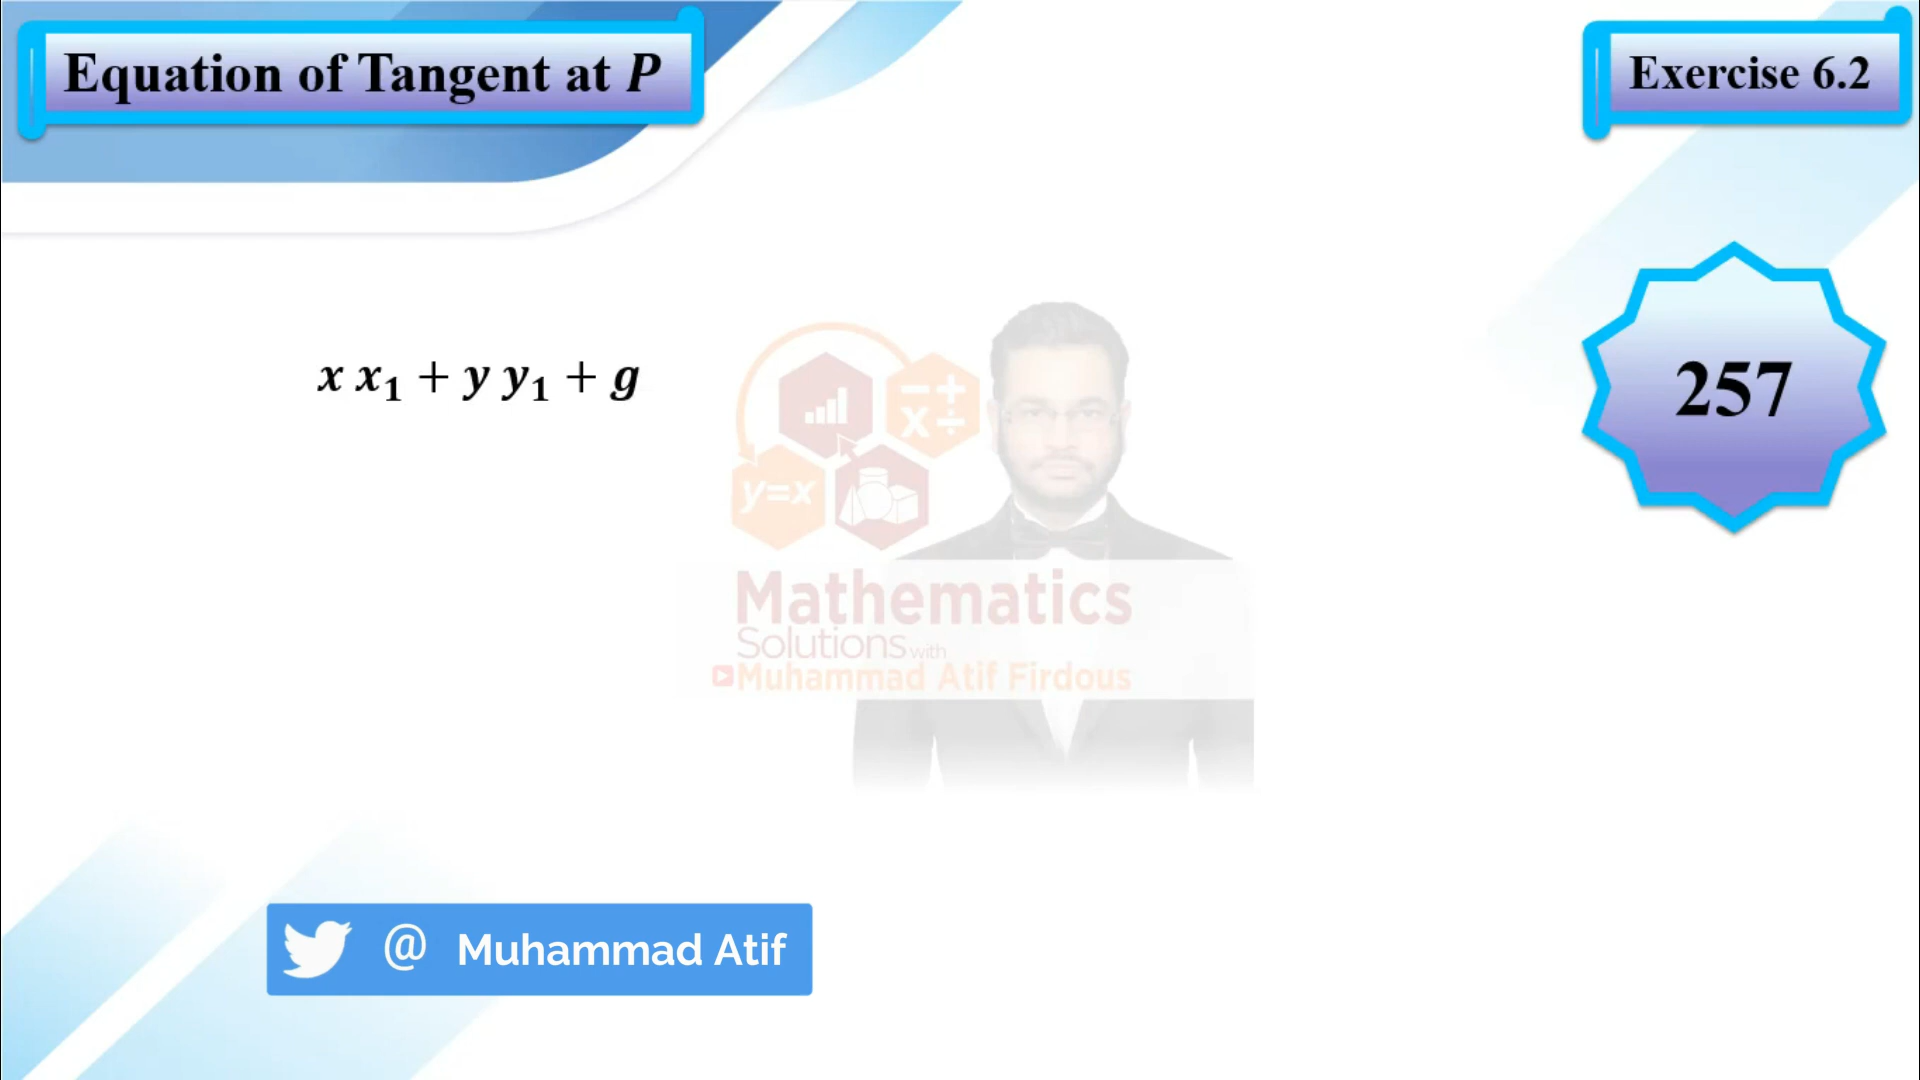 Equation of Tangent at P
Exercise 6.2
257
x x₁ + y y₁ + g
− +
x ÷
y=x
Mathematics
Solutions with
Muhammad Atif Firdous
@ Muhammad Atif